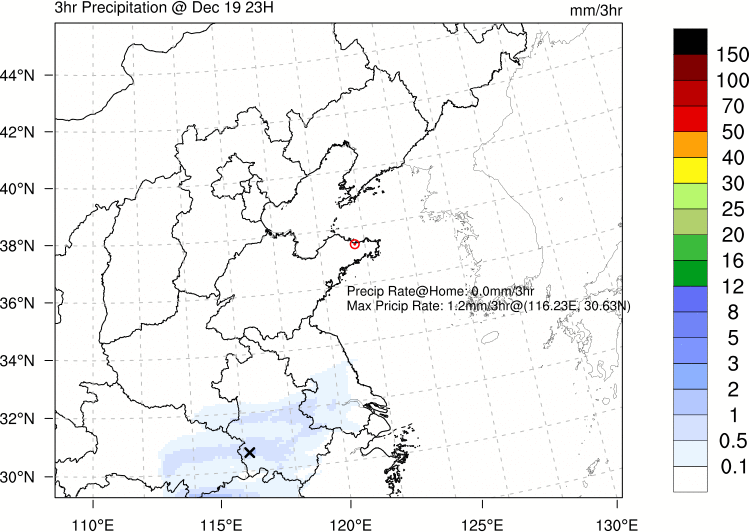 3hr Precipitation @ Dec 19 23H
mm/3hr
44°N
42°N
40°N
38°N
36°N
34°N
32°N
30°N
Precip Rate@Home: 0.0mm/3hr
Max Pricip Rate: 1.2mm/3hr@(116.23E, 30.63N)
110°E
115°E
120°E
125°E
130°E
150
100
70
50
40
30
25
20
16
12
8
5
3
2
1
0.5
0.1